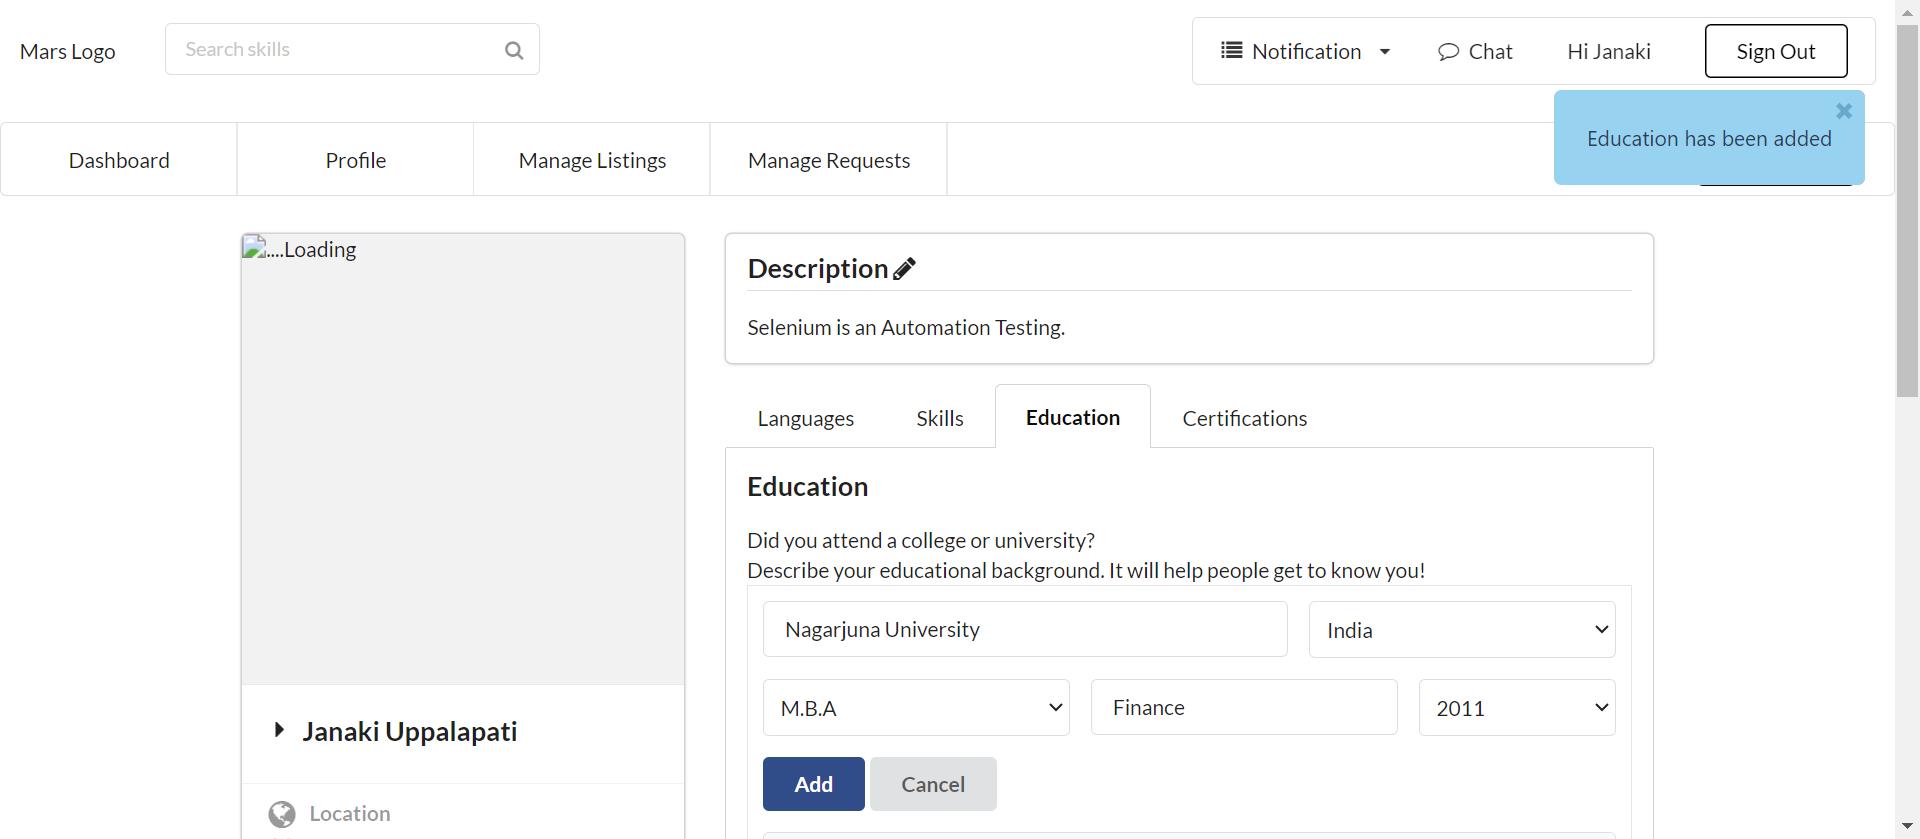 Mars Logo
Search skills
Notification
Chat
Hi Janaki
Sign Out
Education has been added
Dashboard
Profile
Manage Listings
Manage Requests
....Loading
Description
Selenium is an Automation Testing.
Languages
Skills
Education
Certifications
Education
Did you attend a college or university?
Describe your educational background. It will help people get to know you!
Nagarjuna University
India
M.B.A
Finance
2011
Add
Cancel
Janaki Uppalapati
Location